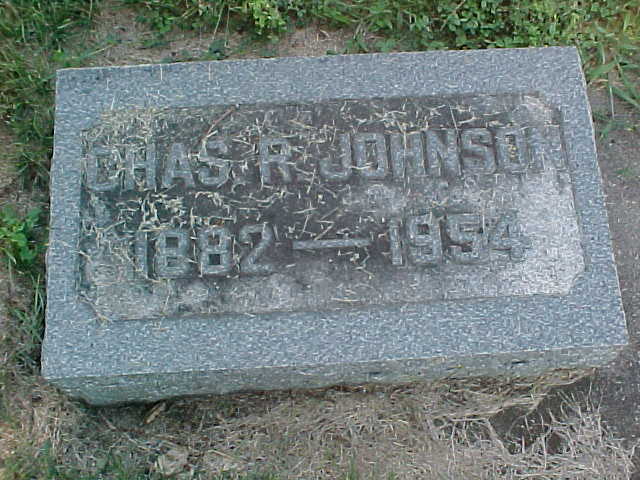 CHAS. R. JOHNSON
1882 — 1954